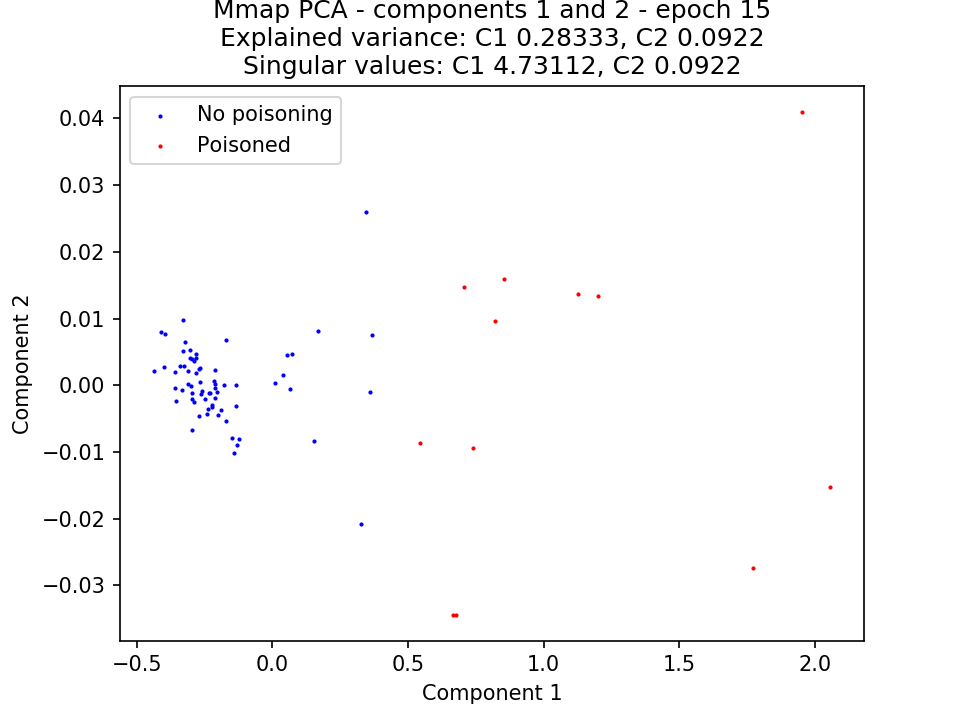 Mmap PCA - components 1 and 2 - epoch 15
Explained variance: C1 0.28333, C2 0.0922
Singular values: C1 4.73112, C2 0.0922
No poisoning
Poisoned
0.04
0.03
0.02
0.01
0.00
−0.01
−0.02
−0.03
Component 2
−0.5
0.0
0.5
1.0
1.5
2.0
Component 1